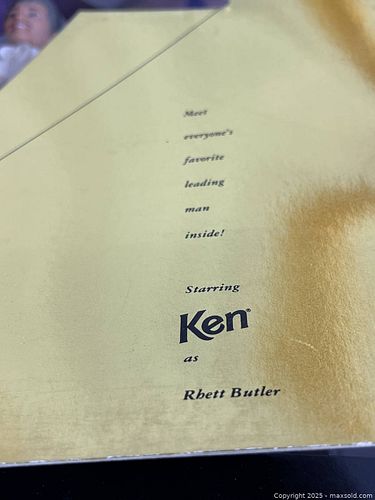 Meet
everyone's
favorite
leading
man
inside!
Starring
Ken®
as
Rhett Butler
Copyright 2025 - maxsold.com